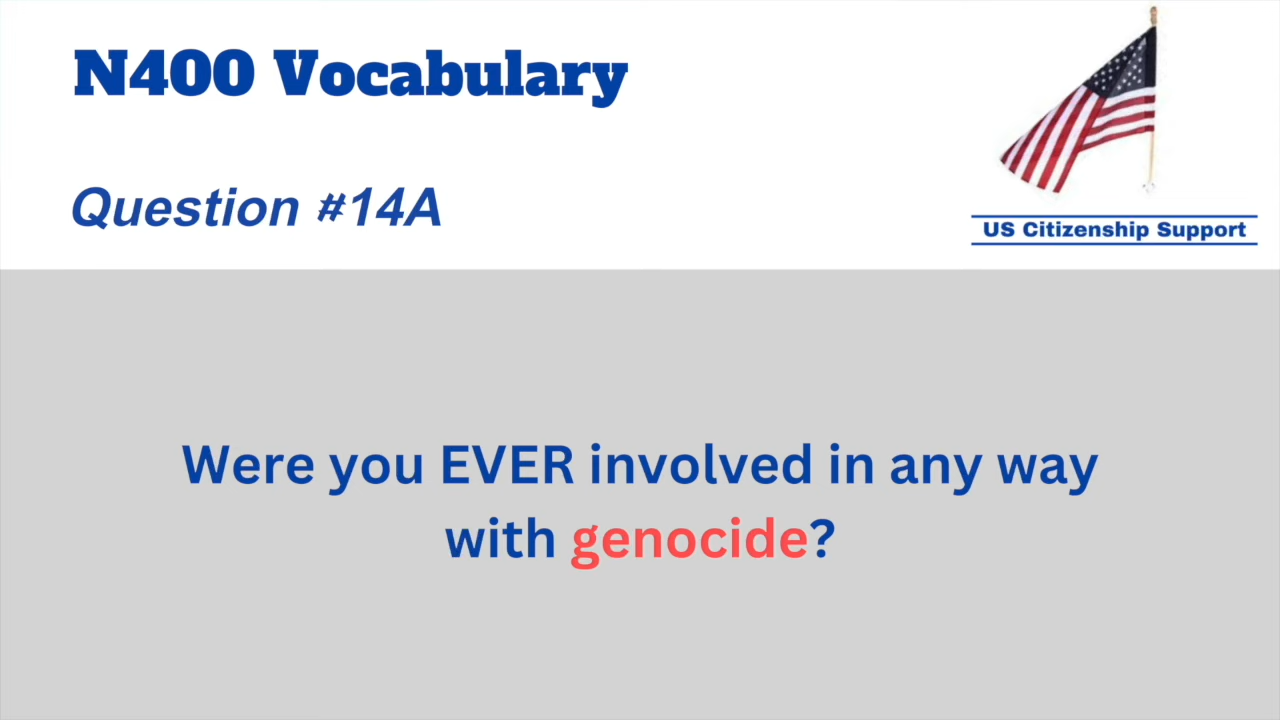 N400 Vocabulary
Question #14A
US Citizenship Support
Were you EVER involved in any way
with genocide?